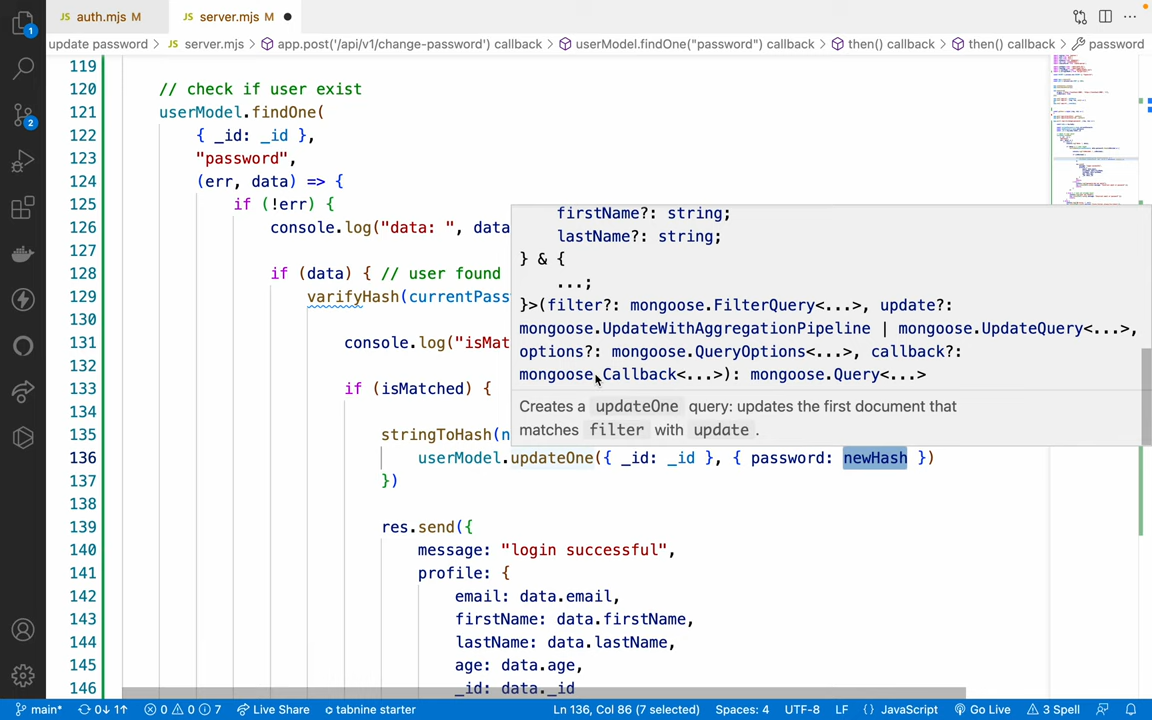 JS auth.mjs M
JS server.mjs M
update password > JS server.mjs > app.post('/api/v1/change-password') callback > userModel.findOne("password") callback > then() callback > then() callback > password
119
120 // check if user exist
121 userModel.findOne(
122 { _id: _id },
123 "password",
124 (err, data) => {
125 if (!err) {
126 console.log("data: ", data
127
128 if (data) { // user found
129 varifyHash(currentPass
130
131 console.log("isMat
132
133 if (isMatched) {
134
135 stringToHash(n
136 userModel.updateOne({ _id: _id }, { password: newHash })
137 })
138
139 res.send({
140 message: "login successful",
141 profile: {
142 email: data.email,
143 firstName: data.firstName,
144 lastName: data.lastName,
145 age: data.age,
146 _id: data._id
firstName?: string;
lastName?: string;
} & {
...;
}>(filter?: mongoose.FilterQuery<...>, update?:
mongoose.UpdateWithAggregationPipeline | mongoose.UpdateQuery<...>,
options?: mongoose.QueryOptions<...>, callback?:
mongoose.Callback<...>): mongoose.Query<...>
Creates a updateOne query: updates the first document that
matches filter with update.
1
2
main* 0↓ 1↑ 0 0 7 Live Share tabnine starter Ln 136, Col 86 (7 selected) Spaces: 4 UTF-8 LF {} JavaScript Go Live 3 Spell